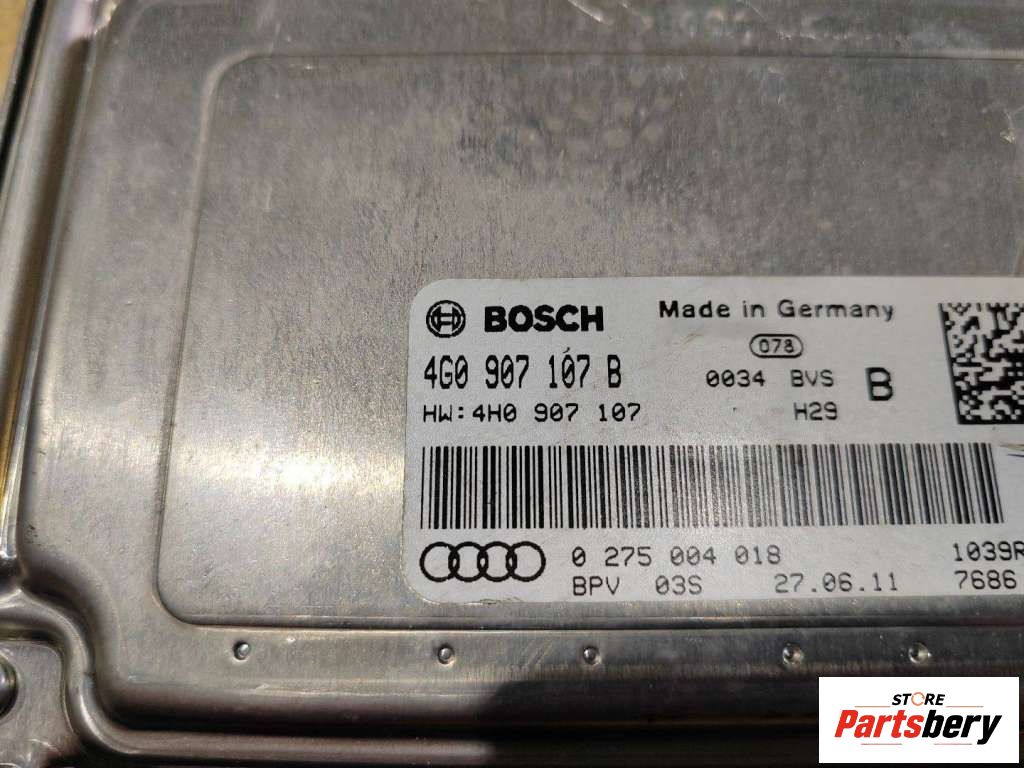 BOSCH Made in Germany
078
4G0 907 107 B 0034 BVS B
HW:4H0 907 107 H29
0 275 004 018 1039R
BPV 03S 27.06.11 7686
STORE
Partsbery